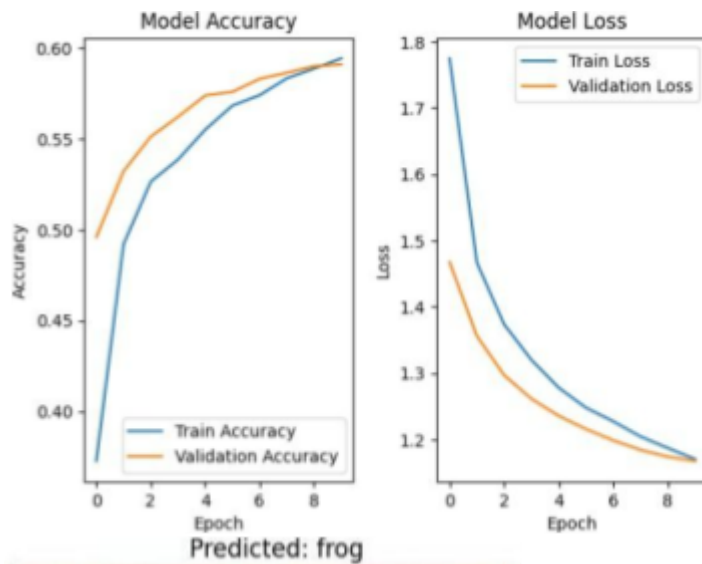 Model Accuracy
0.60
0.55
0.50
0.45
0.40
Accuracy
Train Accuracy
Validation Accuracy
0 2 4 6 8
Epoch
Model Loss
1.8
1.7
1.6
1.5
1.4
1.3
1.2
Loss
Train Loss
Validation Loss
0 2 4 6 8
Epoch
Predicted: frog